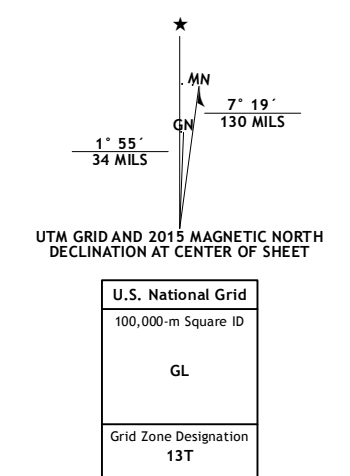 ★
MN
7° 19´
130 MILS
GN
1° 55´
34 MILS
UTM GRID AND 2015 MAGNETIC NORTH
DECLINATION AT CENTER OF SHEET
U.S. National Grid
100,000-m Square ID
GL
Grid Zone Designation
13T